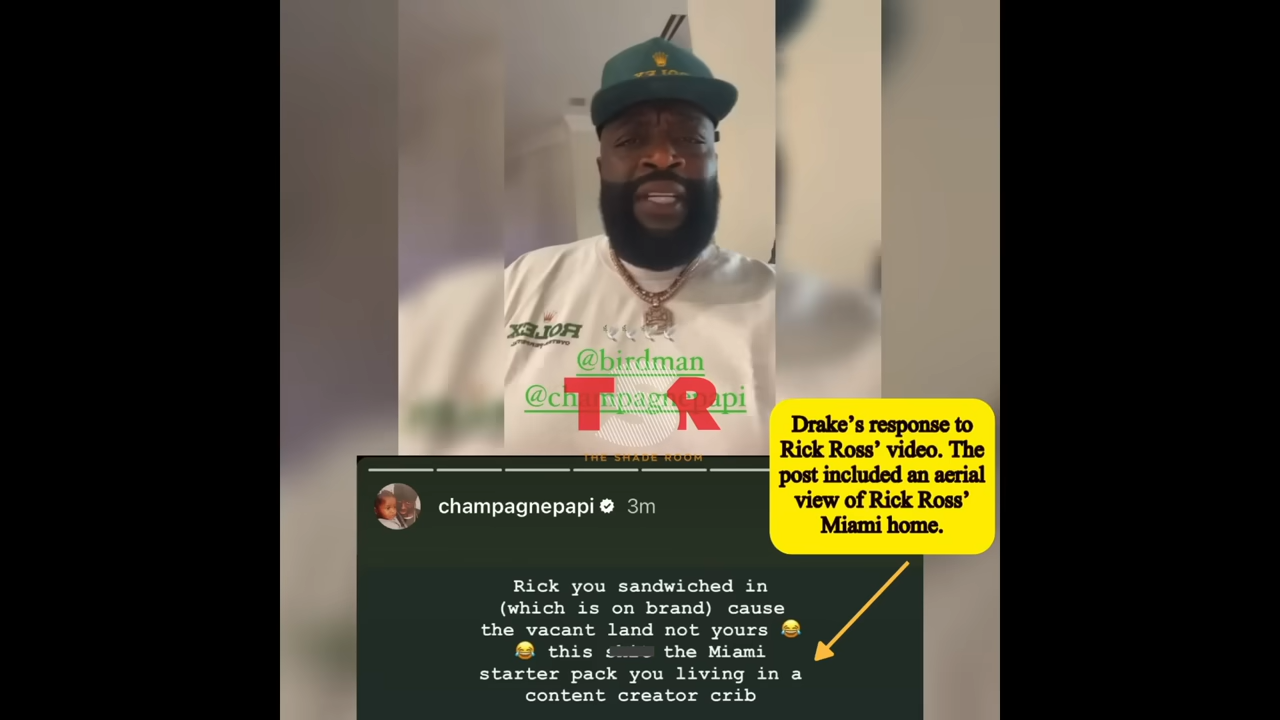 ROLEX
ROLEX
@birdman
@champagnepapi
TSR
THE SHADE ROOM
Drake’s response to
Rick Ross’ video. The
post included an aerial
view of Rick Ross’
Miami home.
champagnepapi 3m
Rick you sandwiched in
(which is on brand) cause
the vacant land not yours 😂
😂 this the Miami
starter pack you living in a
content creator crib